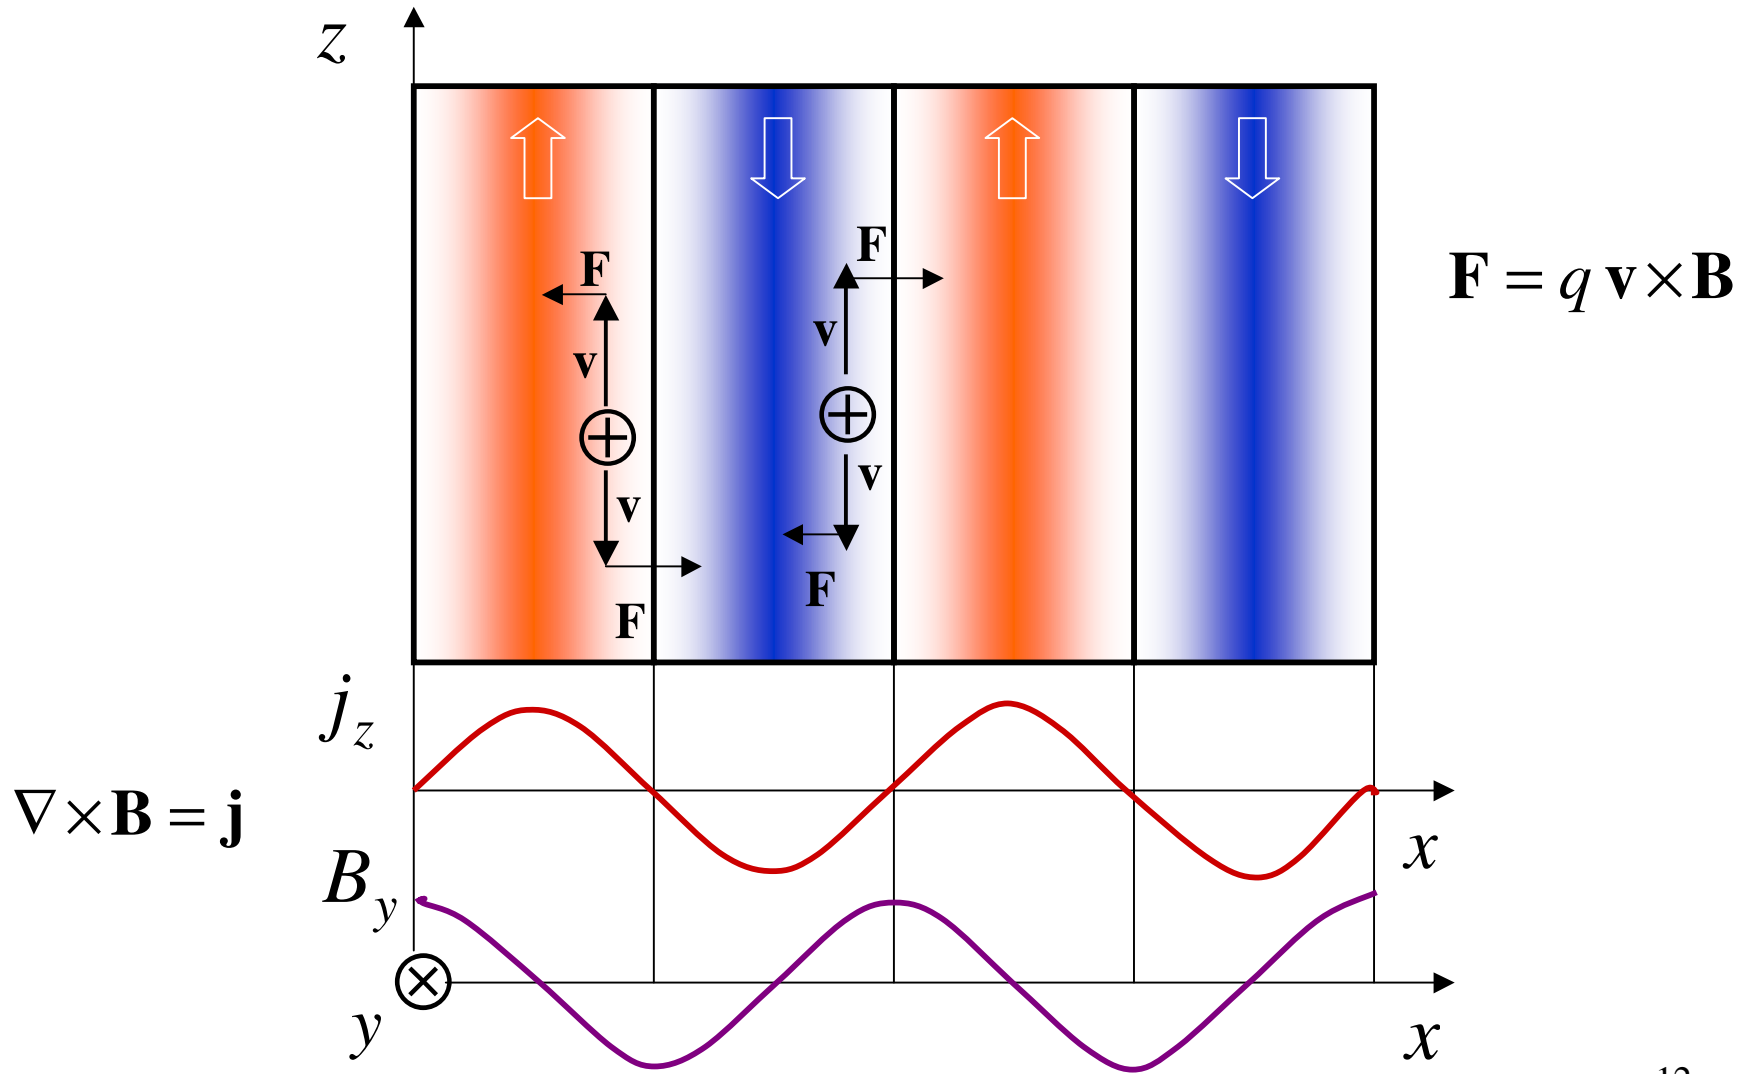 z
F
F
v
v
F = q v × B
v
v
F
F
j_z
∇ × B = j
x
B_y
y
x